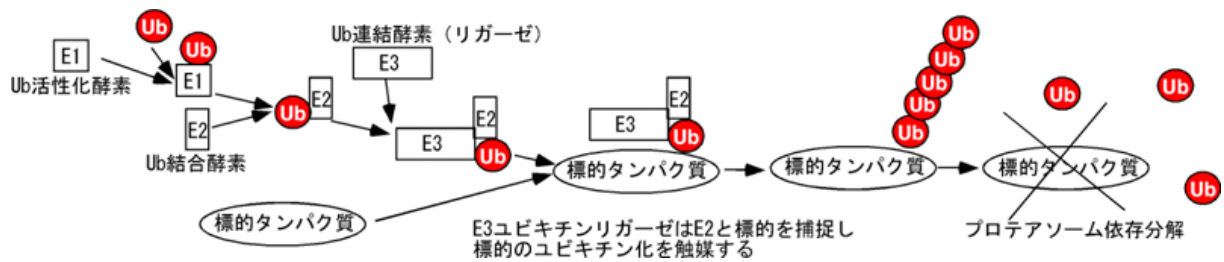 Ub
E1
Ub活性化酵素
Ub
E1
E2
Ub結合酵素
Ub
E2
Ub連結酵素（リガーゼ）
E3
E3
E2
Ub
標的タンパク質
E3
E2
Ub
標的タンパク質
E3ユビキチンリガーゼはE2と標的を捕捉し
標的のユビキチン化を触媒する
Ub
Ub
Ub
Ub
Ub
標的タンパク質
Ub
Ub
Ub
標的タンパク質
プロテアソーム依存分解